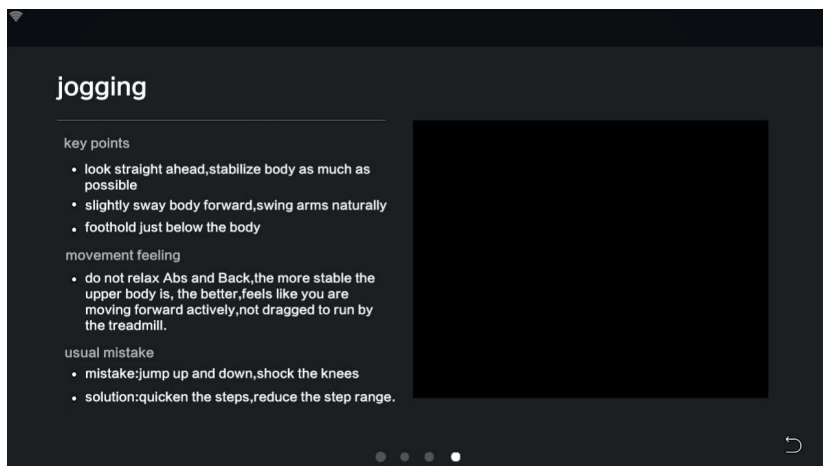 jogging
key points
• look straight ahead,stabilize body as much as
possible
• slightly sway body forward,swing arms naturally
• foothold just below the body
movement feeling
• do not relax Abs and Back,the more stable the
upper body is, the better,feels like you are
moving forward actively,not dragged to run by
the treadmill.
usual mistake
• mistake:jump up and down,shock the knees
• solution:quicken the steps,reduce the step range.